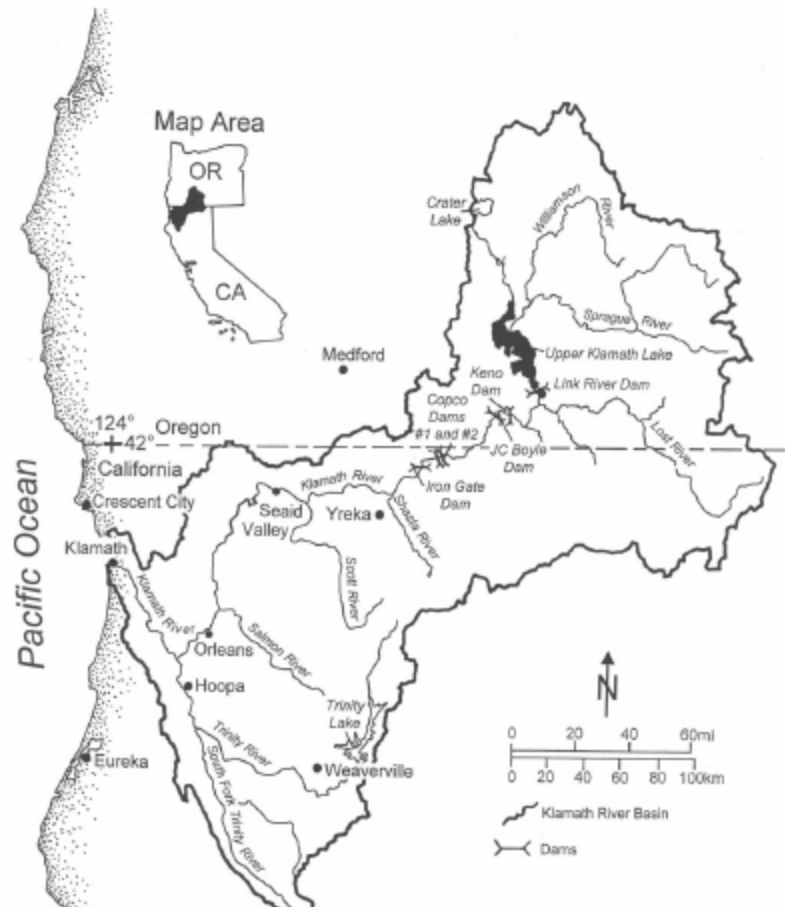 Map Area
OR
CA
Crater
Lake
Williamson
River
Sprague
River
Upper Klamath Lake
Medford
Keno
Dam
Link River Dam
Copco
Dams
#1 and #2
124°
42°
Oregon
California
JC Boyle
Dam
Lost River
Iron Gate
Dam
Crescent City
Klamath River
Seaid
Valley
Yreka
Shasta River
Scott River
Klamath
Klamath River
Orleans
Salmon River
Hoopa
Trinity
Lake
Trinity River
Weaverville
South Fork Trinity River
Eureka
Pacific Ocean
N
0 20 40 60mi
0 20 40 60 80 100km
Klamath River Basin
Dams